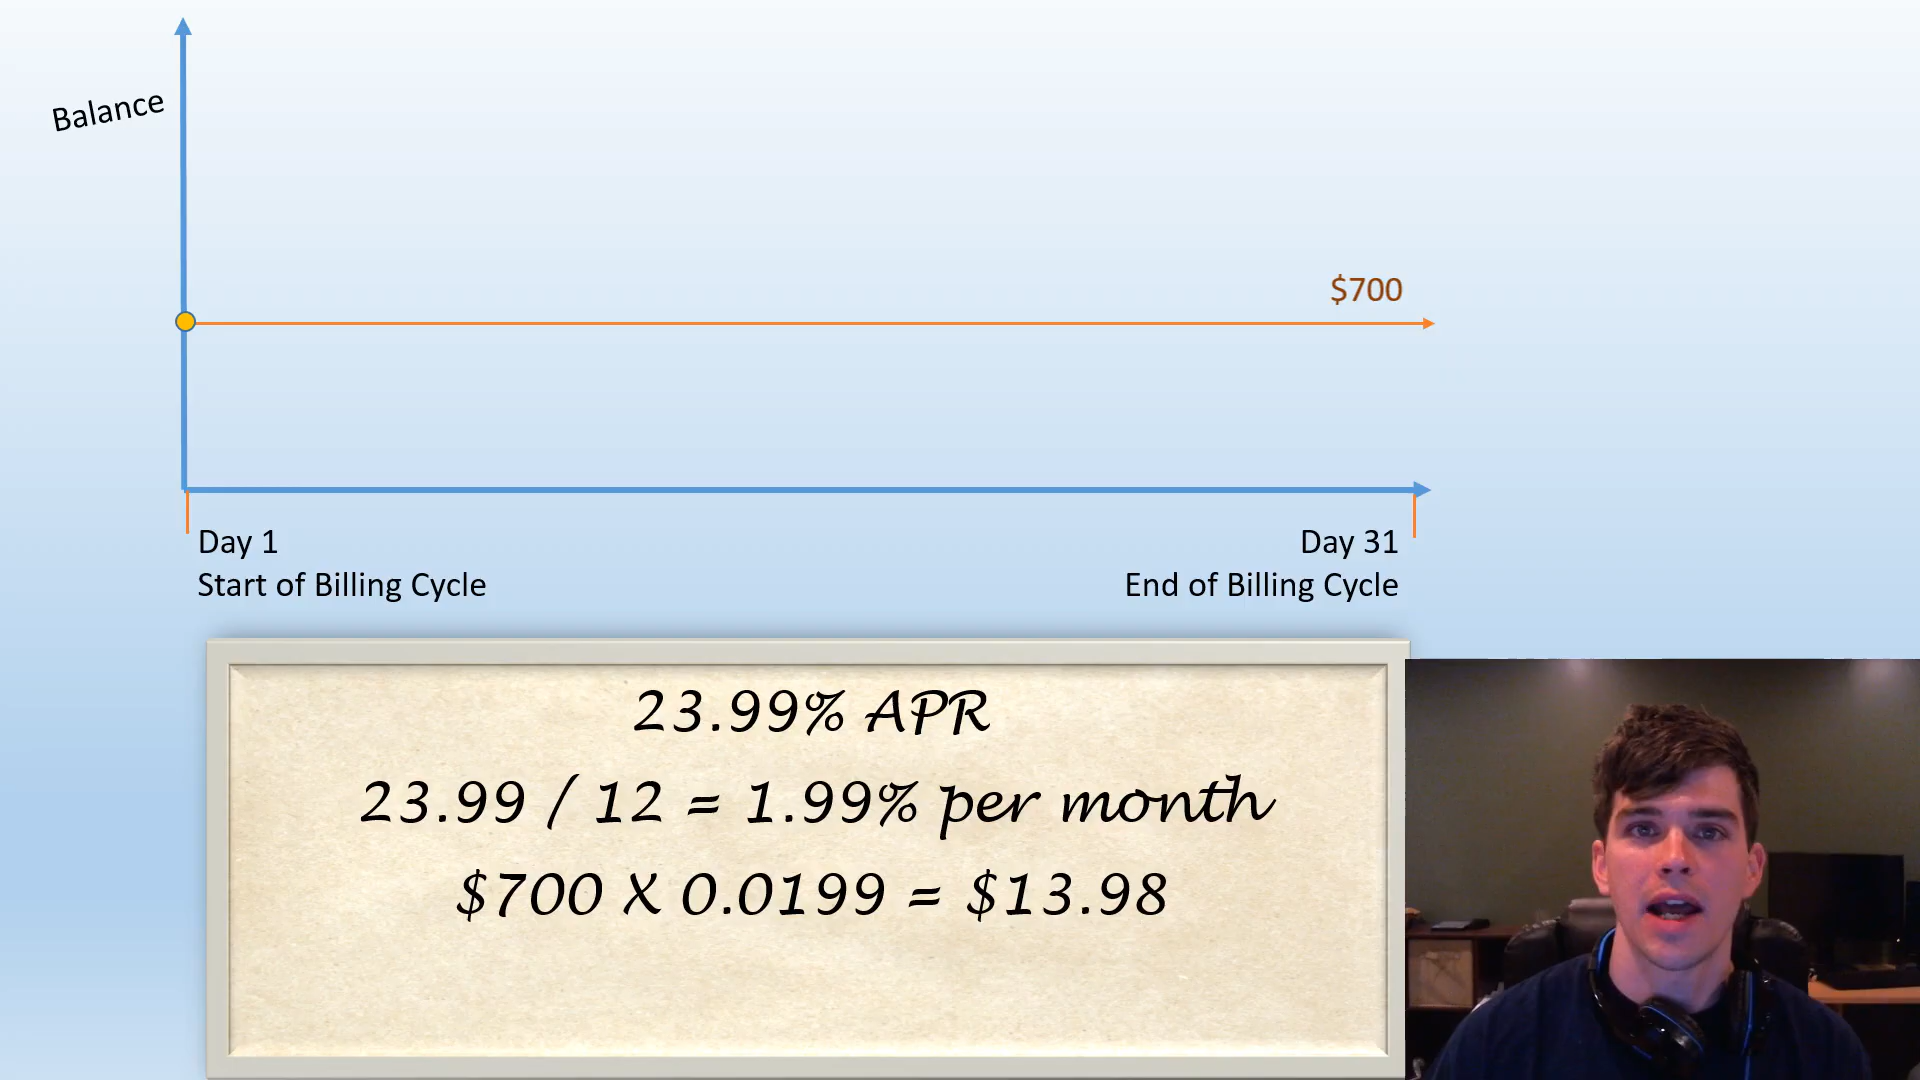 Balance
$700
Day 1
Start of Billing Cycle
Day 31
End of Billing Cycle
23.99% APR
23.99 / 12 = 1.99% per month
$700 X 0.0199 = $13.98